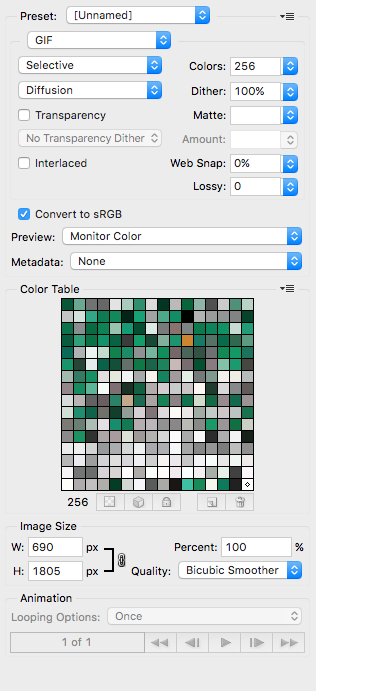 Preset: [Unnamed]
GIF
Selective Colors: 256
Diffusion Dither: 100%
Transparency Matte:
No Transparency Dither Amount:
Interlaced Web Snap: 0%
Lossy: 0
Convert to sRGB
Preview: Monitor Color
Metadata: None
Color Table
256
Image Size
W: 690 px Percent: 100 %
H: 1805 px Quality: Bicubic Smoother
Animation
Looping Options: Once
1 of 1